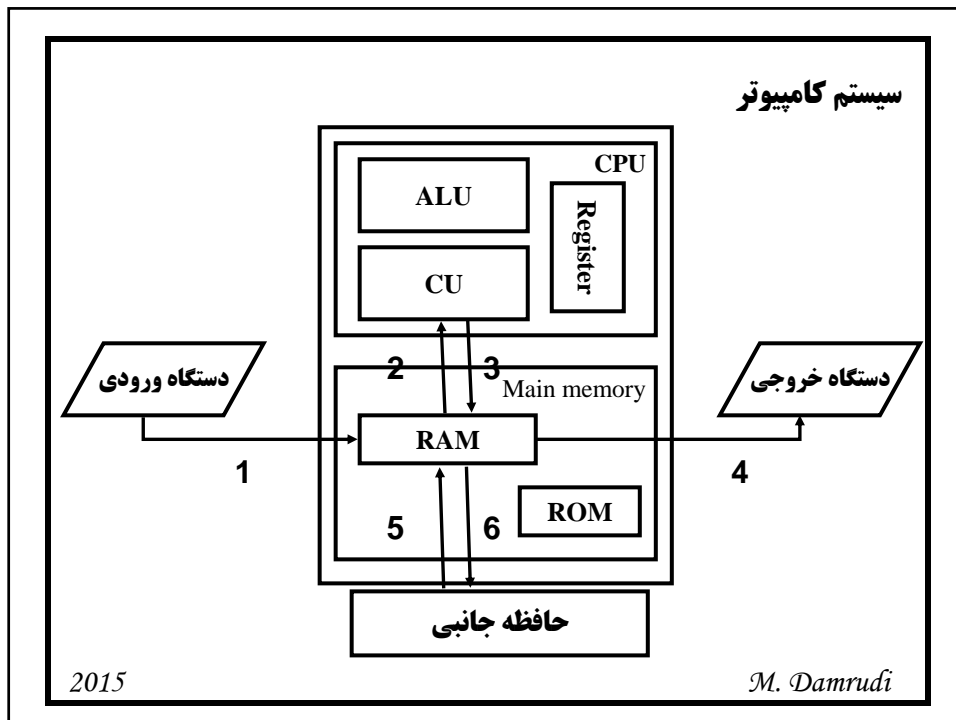 سیستم کامپیوتر
CPU
ALU
Register
CU
دستگاه ورودی
2
3
دستگاه خروجی
Main memory
RAM
1
4
ROM
5
6
حافظه جانبی
2015
M. Damrudi